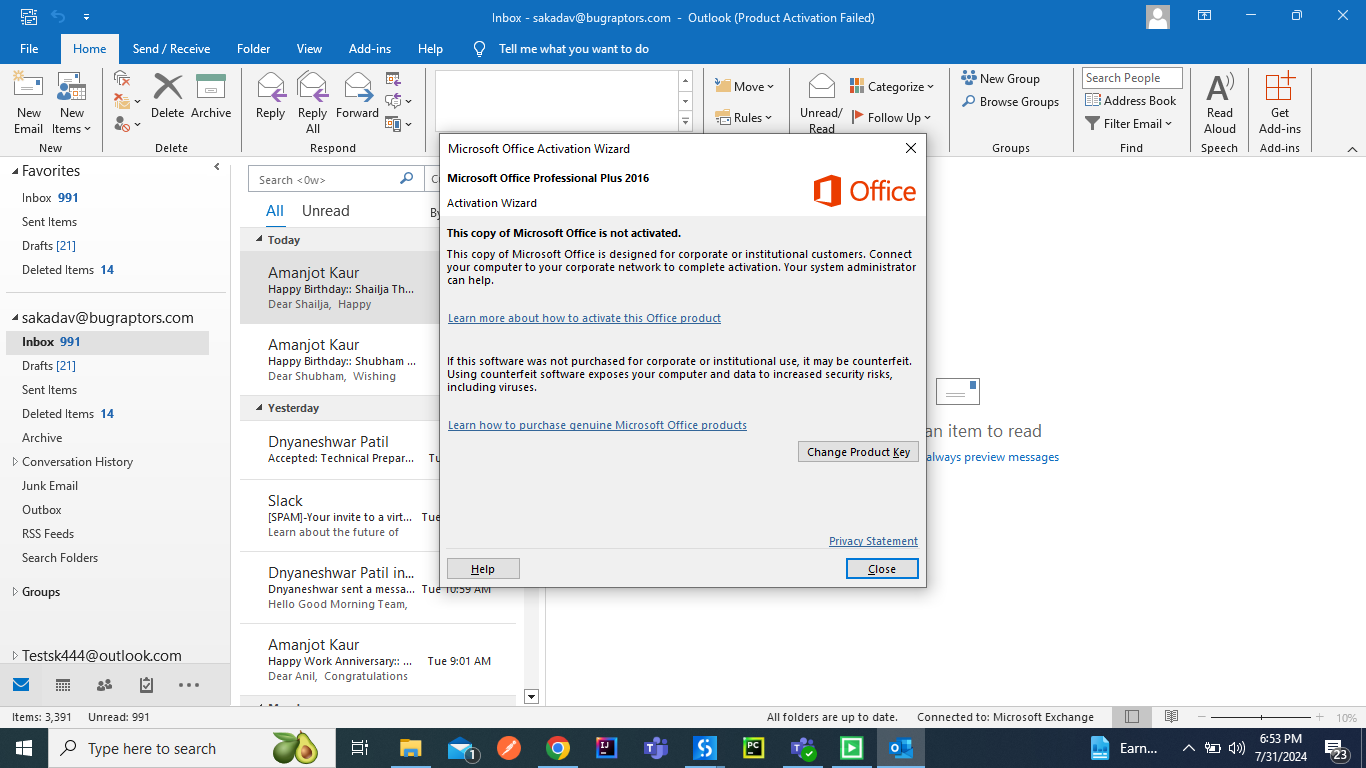 Inbox - sakadav@bugraptors.com - Outlook (Product Activation Failed)
File Home Send / Receive Folder View Add-ins Help Tell me what you want to do
New Email
New Items
New
Delete
Archive
Delete
Reply
Reply All
Forward
Respond
Move
Rules
Unread/ Read
Categorize
Follow Up
New Group
Browse Groups
Groups
Search People
Address Book
Filter Email
Find
Read Aloud
Speech
Get Add-ins
Add-ins
Favorites
Inbox 991
Sent Items
Drafts [21]
Deleted Items 14
sakadav@bugraptors.com
Inbox 991
Drafts [21]
Sent Items
Deleted Items 14
Archive
Conversation History
Junk Email
Outbox
RSS Feeds
Search Folders
Groups
Testsk444@outlook.com
Search <0w>
All Unread By
Today
Amanjot Kaur
Happy Birthday:: Shailja Th...
Dear Shailja, Happy
Amanjot Kaur
Happy Birthday:: Shubham ...
Dear Shubham, Wishing
Yesterday
Dnyaneshwar Patil
Accepted: Technical Prepar...
Slack
[SPAM]-Your invite to a virt... Tue
Learn about the future of
Dnyaneshwar Patil in...
Dnyaneshwar sent a messa... Tue 10:59 AM
Hello Good Morning Team,
Amanjot Kaur
Happy Work Anniversary:: ... Tue 9:01 AM
Dear Anil, Congratulations
Microsoft Office Activation Wizard
Microsoft Office Professional Plus 2016
Activation Wizard
Office
This copy of Microsoft Office is not activated.
This copy of Microsoft Office is designed for corporate or institutional customers. Connect
your computer to your corporate network to complete activation. Your system administrator
can help.
Learn more about how to activate this Office product
If this software was not purchased for corporate or institutional use, it may be counterfeit.
Using counterfeit software exposes your computer and data to increased security risks,
including viruses.
Learn how to purchase genuine Microsoft Office products
Change Product Key
Privacy Statement
Help
Close
an item to read
always preview messages
Items: 3,391 Unread: 991
All folders are up to date. Connected to: Microsoft Exchange
10%
Type here to search
1
Earn...
6:53 PM
7/31/2024
23